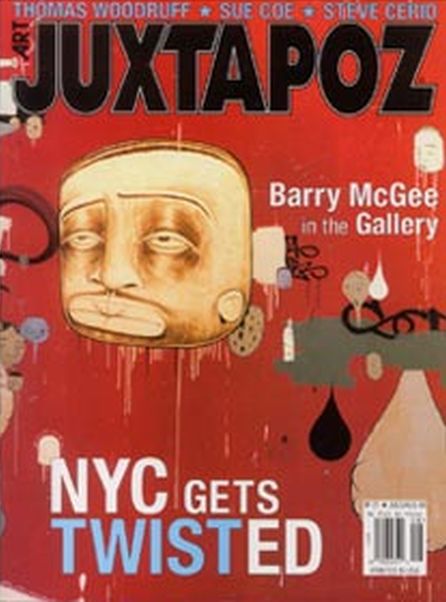 THOMAS WOODRUFF ★ SUE COE ★ STEVE CERIO
ART
JUXTAPOZ
Barry McGee
in the Gallery
NYC GETS
TWISTED